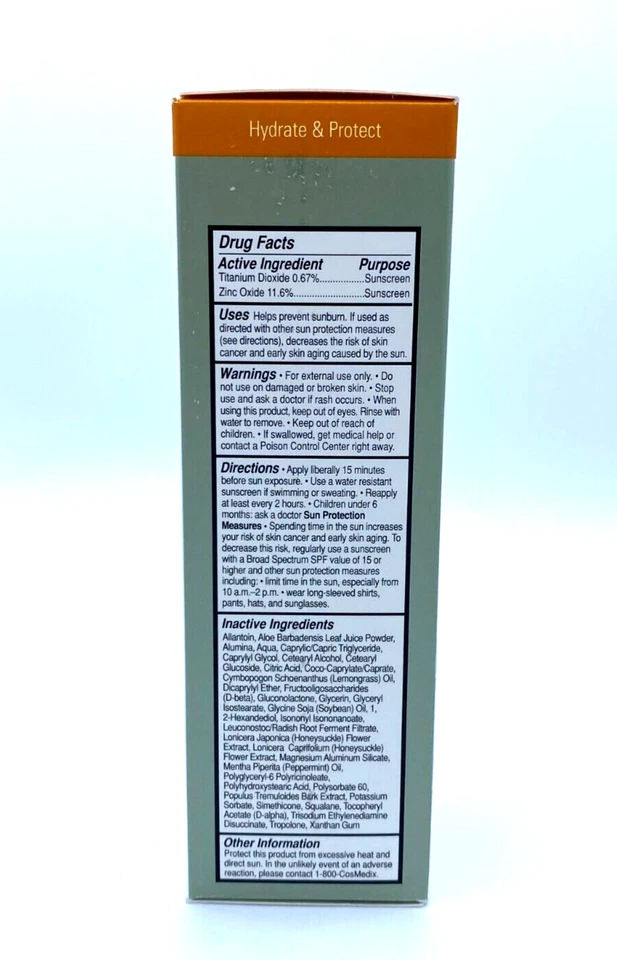 Hydrate & Protect
Drug Facts
Active Ingredient Purpose
Titanium Dioxide 0.67%.................Sunscreen
Zinc Oxide 11.6%...........................Sunscreen
Uses Helps prevent sunburn. If used as
directed with other sun protection measures
(see directions), decreases the risk of skin
cancer and early skin aging caused by the sun.
Warnings • For external use only. • Do
not use on damaged or broken skin. • Stop
use and ask a doctor if rash occurs. • When
using this product, keep out of eyes. Rinse with
water to remove. • Keep out of reach of
children. • If swallowed, get medical help or
contact a Poison Control Center right away.
Directions • Apply liberally 15 minutes
before sun exposure. • Use a water resistant
sunscreen if swimming or sweating. • Reapply
at least every 2 hours. • Children under 6
months: ask a doctor Sun Protection
Measures • Spending time in the sun increases
your risk of skin cancer and early skin aging. To
decrease this risk, regularly use a sunscreen
with a Broad Spectrum SPF value of 15 or
higher and other sun protection measures
including: • limit time in the sun, especially from
10 a.m.–2 p.m. • wear long-sleeved shirts,
pants, hats, and sunglasses.
Inactive Ingredients
Allantoin, Aloe Barbadensis Leaf Juice Powder,
Alumina, Aqua, Caprylic/Capric Triglyceride,
Caprylyl Glycol, Cetearyl Alcohol, Cetearyl
Glucoside, Citric Acid, Coco-Caprylate/Caprate,
Cymbopogon Schoenanthus (Lemongrass) Oil,
Dicaprylyl Ether, Fructooligosaccharides
(D-beta), Gluconolactone, Glycerin, Glyceryl
Isostearate, Glycine Soja (Soybean) Oil, 1,
2-Hexandediol, Isononyl Isononanoate,
Leuconostoc/Radish Root Ferment Filtrate,
Lonicera Japonica (Honeysuckle) Flower
Extract, Lonicera Caprifolium (Honeysuckle)
Flower Extract, Magnesium Aluminum Silicate,
Mentha Piperita (Peppermint) Oil,
Polyglyceryl-6 Polyricinoleate,
Polyhydroxystearic Acid, Polysorbate 60,
Populus Tremuloides Bark Extract, Potassium
Sorbate, Simethicone, Squalane, Tocopheryl
Acetate (D-alpha), Trisodium Ethylenediamine
Disuccinate, Tropolone, Xanthan Gum
Other Information
Protect this product from excessive heat and
direct sun. In the unlikely event of an adverse
reaction, please contact 1-800-CosMedix.